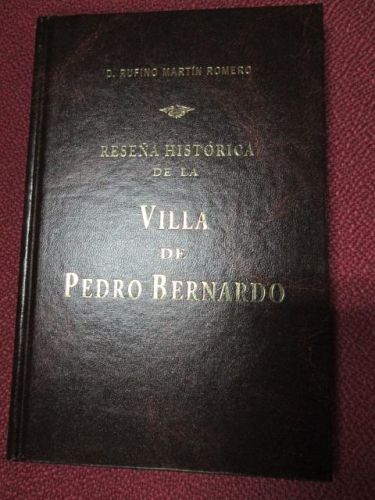 D. RUFINO MARTÍN ROMERO
RESEÑA HISTÓRICA
DE LA
VILLA
DE
PEDRO BERNARDO